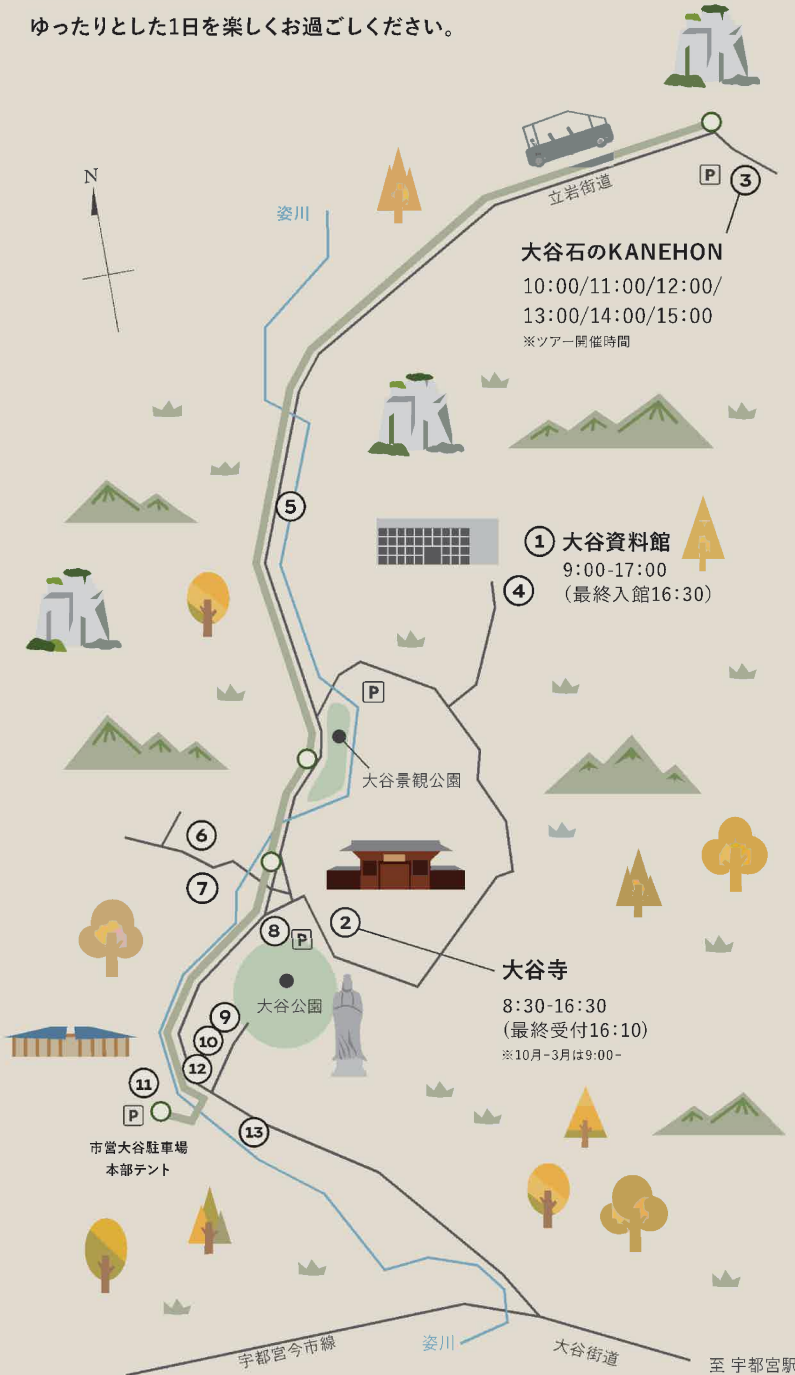 ゆったりとした1日を楽しくお過ごしください。
N
姿川
立岩街道
P
3
大谷石のKANEHON
10:00/11:00/12:00/
13:00/14:00/15:00
※ツアー開催時間
5
1 大谷資料館
9:00-17:00
(最終入館16:30)
4
P
大谷景観公園
6
7
8
P
2
大谷寺
8:30-16:30
(最終受付16:10)
※10月-3月は9:00-
大谷公園
9
10
12
11
P
13
市営大谷駐車場
本部テント
宇都宮今市線
姿川
大谷街道
至 宇都宮駅